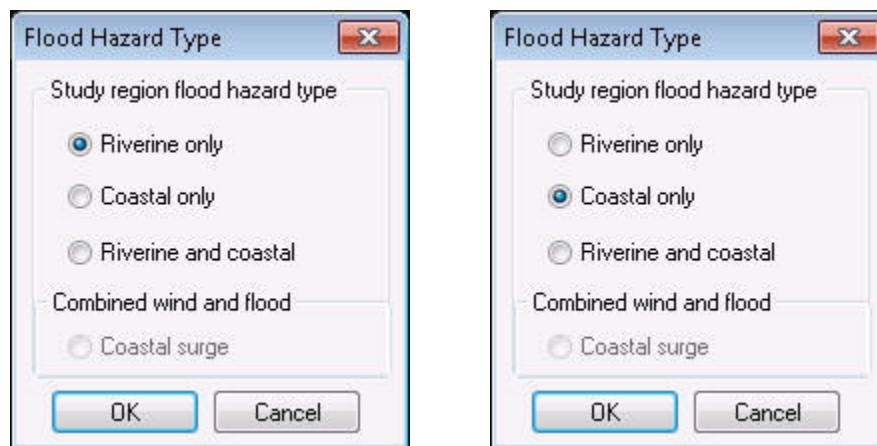 Flood Hazard Type
Study region flood hazard type
Riverine only
Coastal only
Riverine and coastal
Combined wind and flood
Coastal surge
OK Cancel
Flood Hazard Type
Study region flood hazard type
Riverine only
Coastal only
Riverine and coastal
Combined wind and flood
Coastal surge
OK Cancel